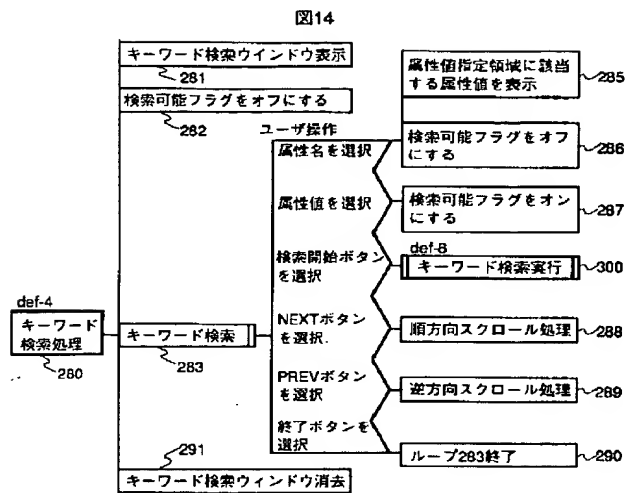 図14
キーワード検索ウインドウ表示
281
検索可能フラグをオフにする
282
ユーザ操作
属性名を選択
属性値指定領域に該当
する属性値を表示
285
検索可能フラグをオフ
にする
286
属性値を選択
検索可能フラグをオン
にする
287
検索開始ボタン
を選択
def-8
キーワード検索実行
300
def-4
キーワード
検索処理
280
キーワード検索
283
NEXTボタン
を選択.
順方向スクロール処理
288
PREVボタン
を選択
逆方向スクロール処理
289
終了ボタンを
選択
ループ283終了
290
291
キーワード検索ウィンドウ消去